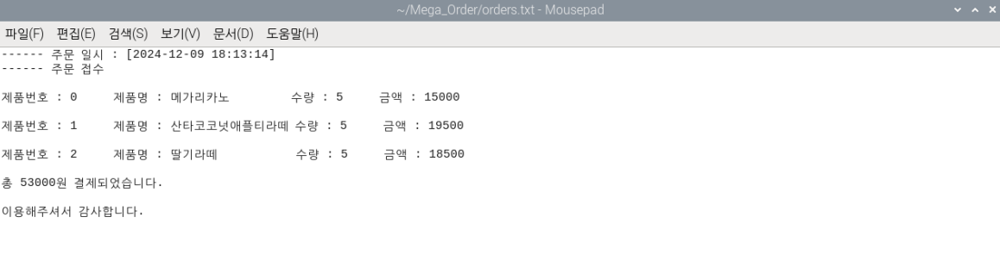 ~/Mega_Order/orders.txt - Mousepad
파일(F) 편집(E) 검색(S) 보기(V) 문서(D) 도움말(H)
------ 주문 일시 : [2024-12-09 18:13:14]
------ 주문 접수
제품번호 : 0 제품명 : 메가리카노 수량 : 5 금액 : 15000
제품번호 : 1 제품명 : 산타코코넛애플티라떼 수량 : 5 금액 : 19500
제품번호 : 2 제품명 : 딸기라떼 수량 : 5 금액 : 18500
총 53000원 결제되었습니다.
이용해주셔서 감사합니다.